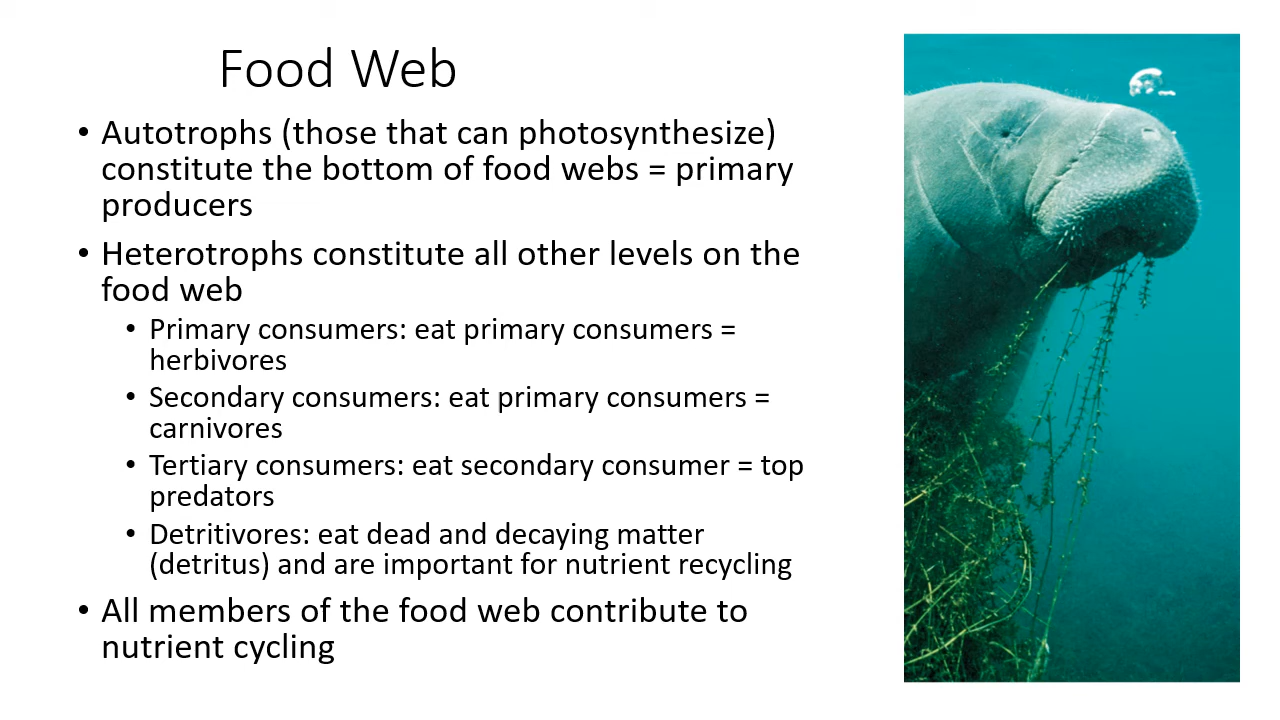 Food Web
• Autotrophs (those that can photosynthesize)
constitute the bottom of food webs = primary
producers
• Heterotrophs constitute all other levels on the
food web
• Primary consumers: eat primary consumers =
herbivores
• Secondary consumers: eat primary consumers =
carnivores
• Tertiary consumers: eat secondary consumer = top
predators
• Detritivores: eat dead and decaying matter
(detritus) and are important for nutrient recycling
• All members of the food web contribute to
nutrient cycling